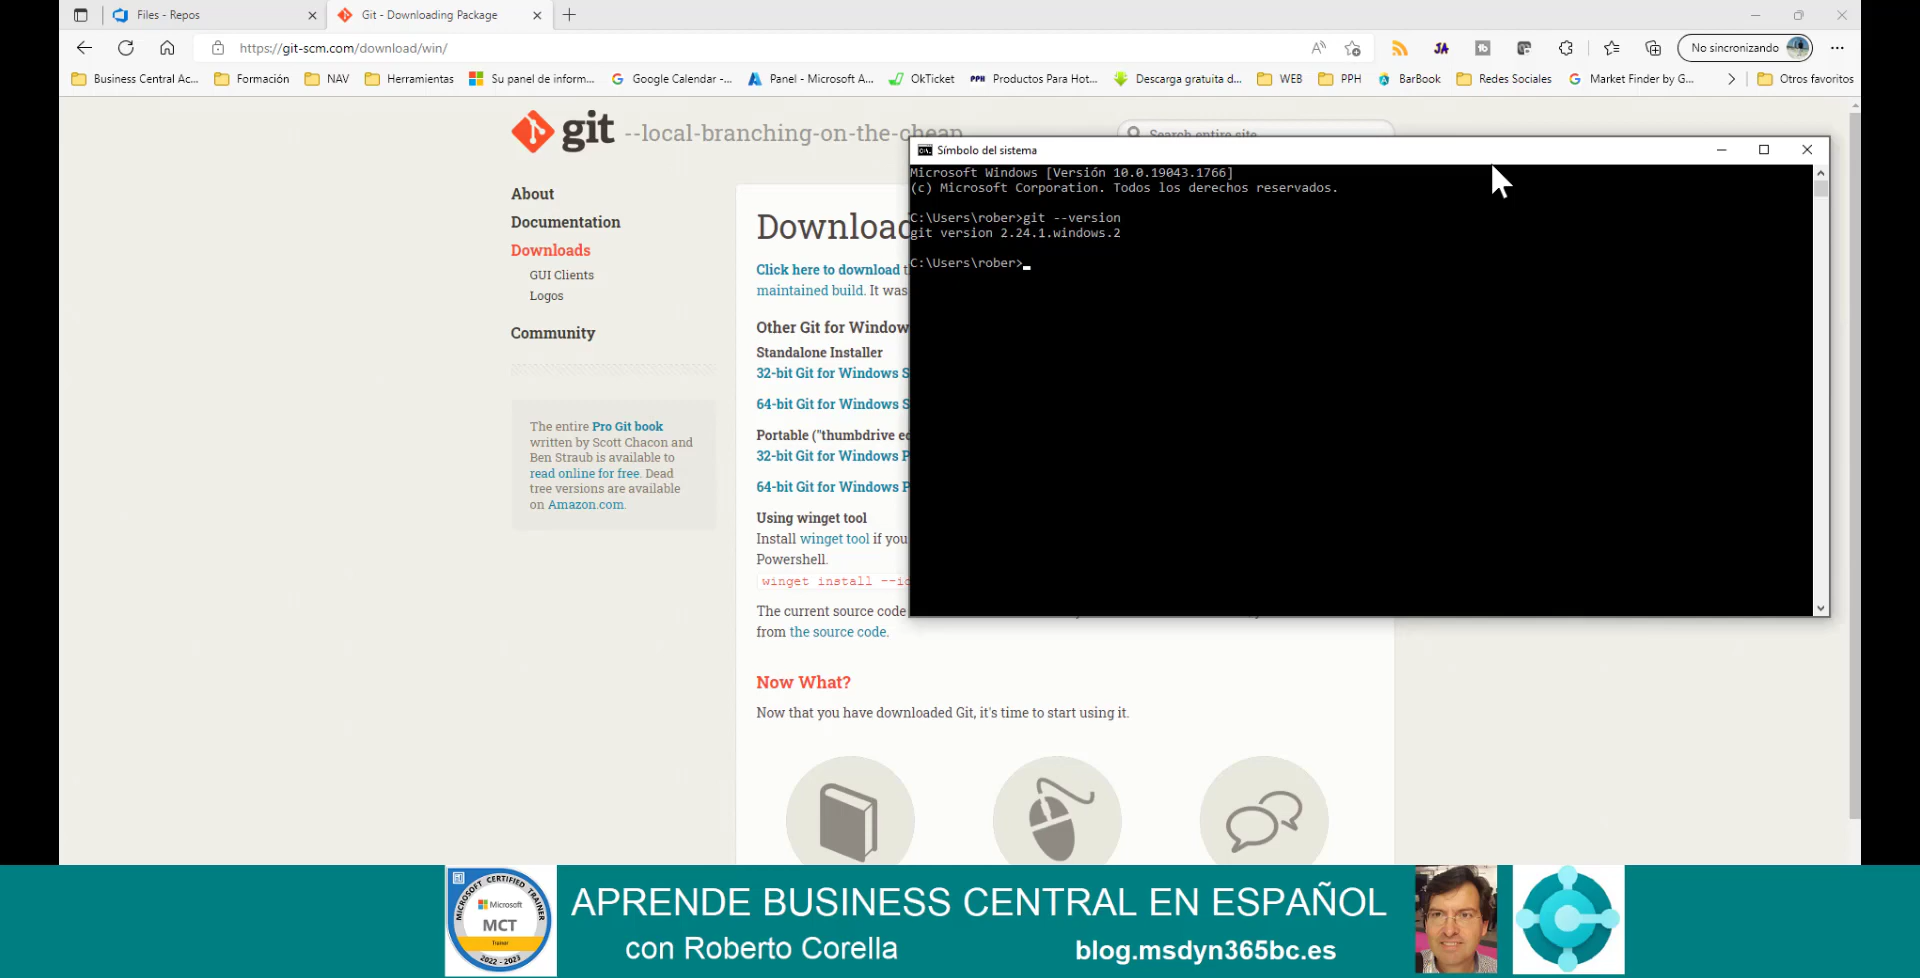 Files - Repos
Git - Downloading Package
https://git-scm.com/download/win/
No sincronizando
Business Central Ac...
Formación
NAV
Herramientas
Su panel de inform...
Google Calendar -...
Panel - Microsoft A...
OkTicket
PPH Productos Para Hot...
Descarga gratuita d...
WEB
PPH
BarBook
Redes Sociales
Market Finder by G...
Otros favoritos
git --local-branching-on-the-cheap
Search entire site...
About
Documentation
Downloads
GUI Clients
Logos
Community
The entire Pro Git book
written by Scott Chacon and
Ben Straub is available to
read online for free. Dead
tree versions are available
on Amazon.com.
Download
Click here to download
maintained build. It was
Other Git for Window
Standalone Installer
32-bit Git for Windows S
64-bit Git for Windows S
Portable ("thumbdrive ed
32-bit Git for Windows P
64-bit Git for Windows P
Using winget tool
Install winget tool if you
Powershell.
winget install --id
The current source code
from the source code.
Now What?
Now that you have downloaded Git, it's time to start using it.
Símbolo del sistema
Microsoft Windows [Versión 10.0.19043.1766]
(c) Microsoft Corporation. Todos los derechos reservados.
C:\Users\rober>git --version
git version 2.24.1.windows.2
C:\Users\rober>
MICROSOFT CERTIFIED TRAINER
Microsoft
MCT
Trainer
2022 - 2023
APRENDE BUSINESS CENTRAL EN ESPAÑOL
con Roberto Corella
blog.msdyn365bc.es